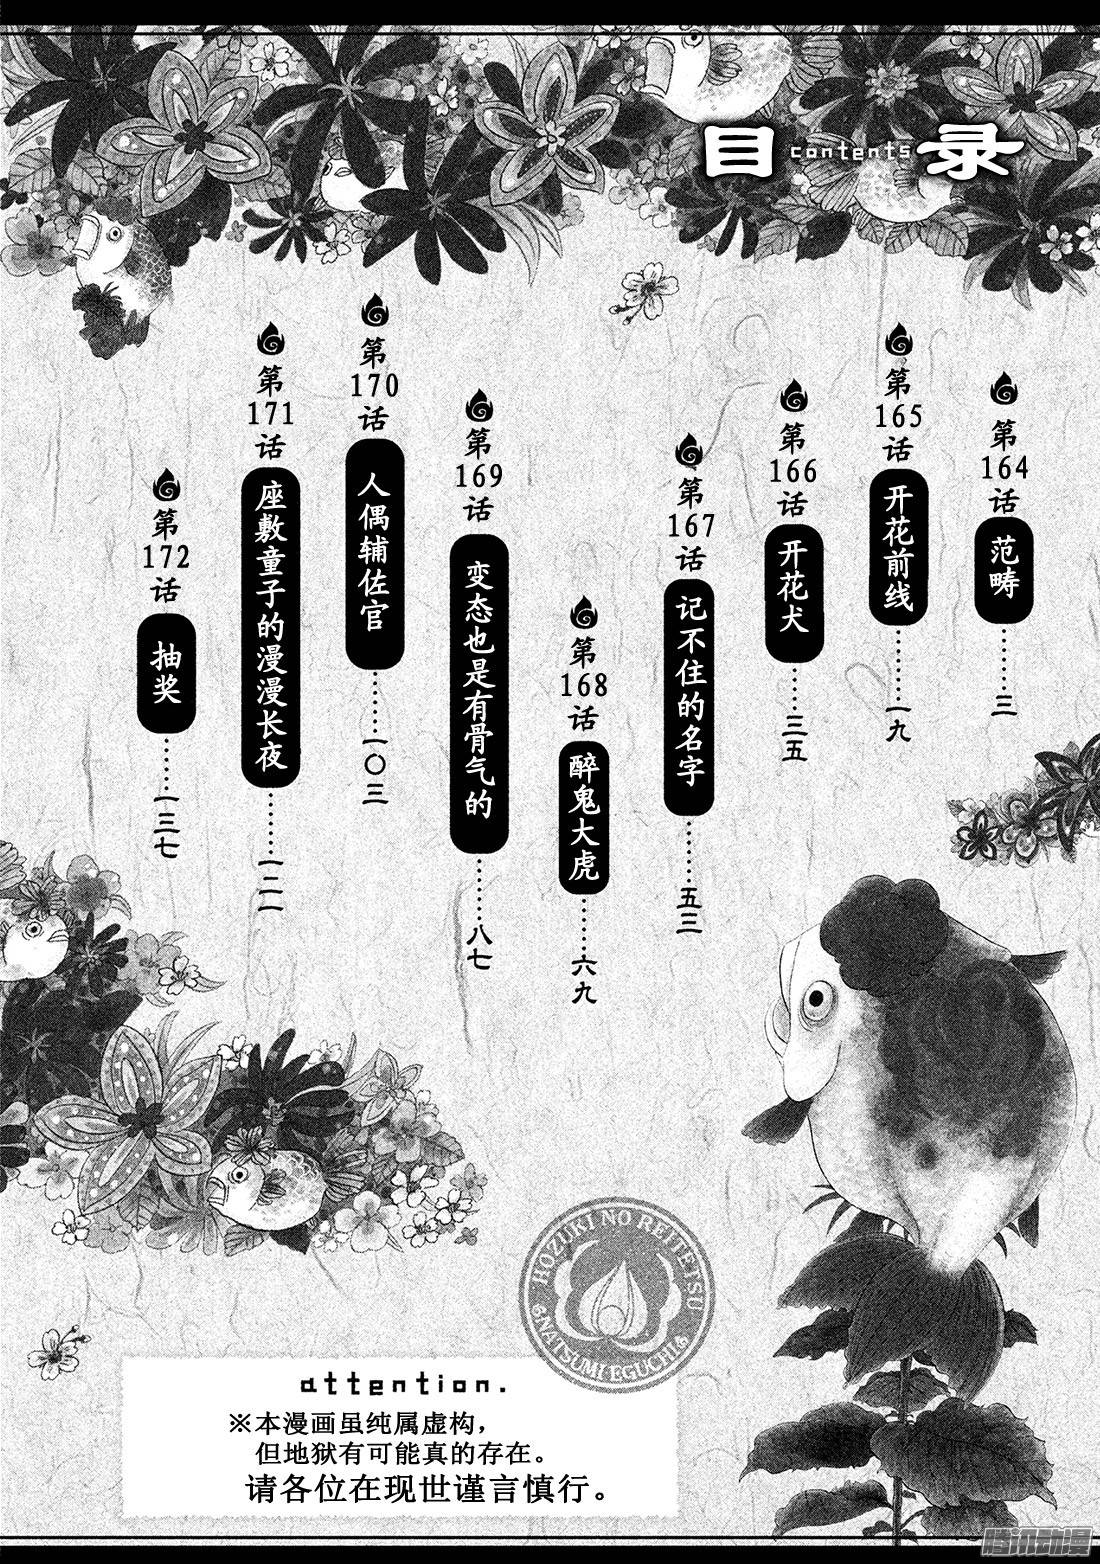 目录
contents
第164话 范畴……三
第165话 开花前线……一九
第166话 开花犬……三五
第167话 记不住的名字……五三
第168话 醉鬼大虎……六九
第169话 变态也是有骨气的……八七
第170话 人偶辅佐官……一〇三
第171话 座敷童子的漫漫长夜……一二一
第172话 抽奖……一三七
HOZUKI NO REITETSU
NATSUMI EGUCHI
attention.
※本漫画虽纯属虚构，
但地狱有可能真的存在。
请各位在现世谨言慎行。
腾讯动漫